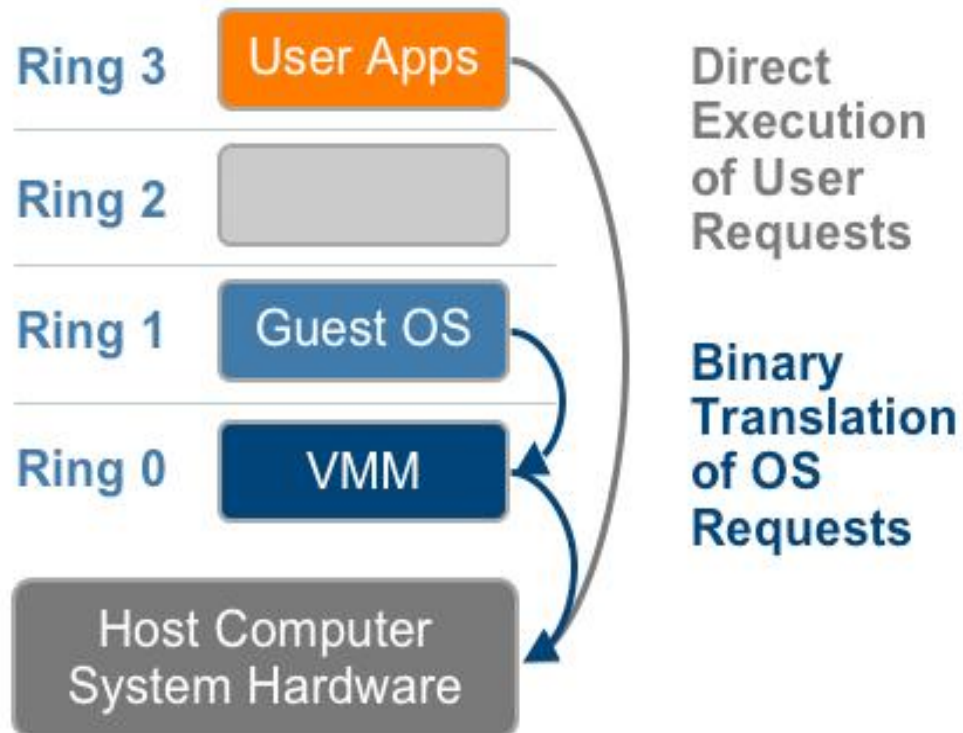 Ring 3
User Apps
Ring 2
Ring 1
Guest OS
Ring 0
VMM
Host Computer
System Hardware
Direct
Execution
of User
Requests
Binary
Translation
of OS
Requests